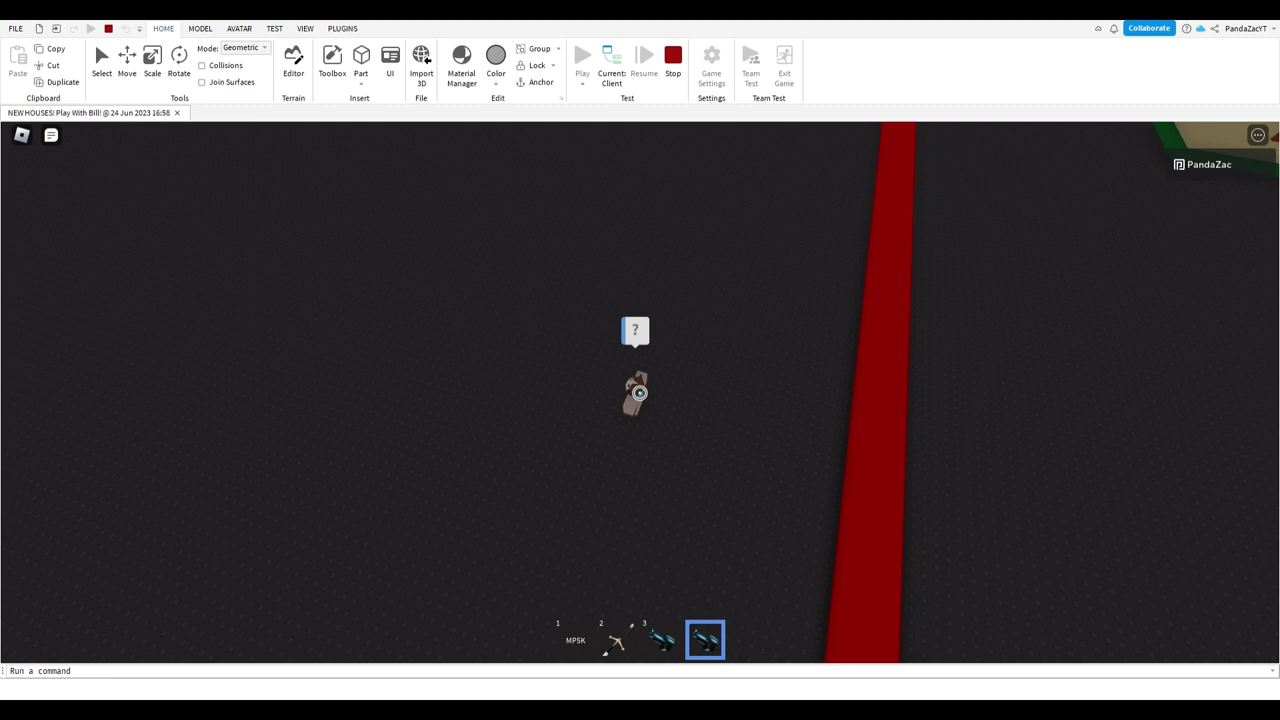 FILE HOME MODEL AVATAR TEST VIEW PLUGINS Collaborate PandaZacYT
Paste Copy Cut Duplicate Clipboard
Select Move Scale Rotate Mode: Geometric Collisions Join Surfaces Tools
Editor Terrain
Toolbox Part UI Insert
Import 3D File
Material Manager Color Group Lock Anchor Edit
Play Current: Client Resume Stop Test
Game Settings Settings
Team Test Exit Game Team Test
NEW HOUSES! Play With Bill! @ 24 Jun 2023 16:58
PandaZac
?
1 2 3
MP5K
Run a command